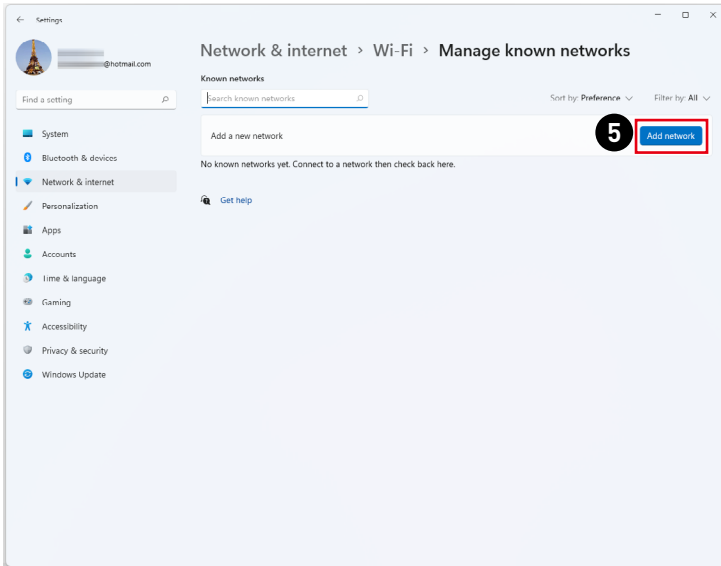 Settings
@hotmail.com
Network & internet > Wi-Fi > Manage known networks
Find a setting
Known networks
Search known networks
Sort by: Preference
Filter by: All
Add a new network
5
Add network
No known networks yet. Connect to a network then check back here.
Get help
System
Bluetooth & devices
Network & internet
Personalization
Apps
Accounts
Time & language
Gaming
Accessibility
Privacy & security
Windows Update